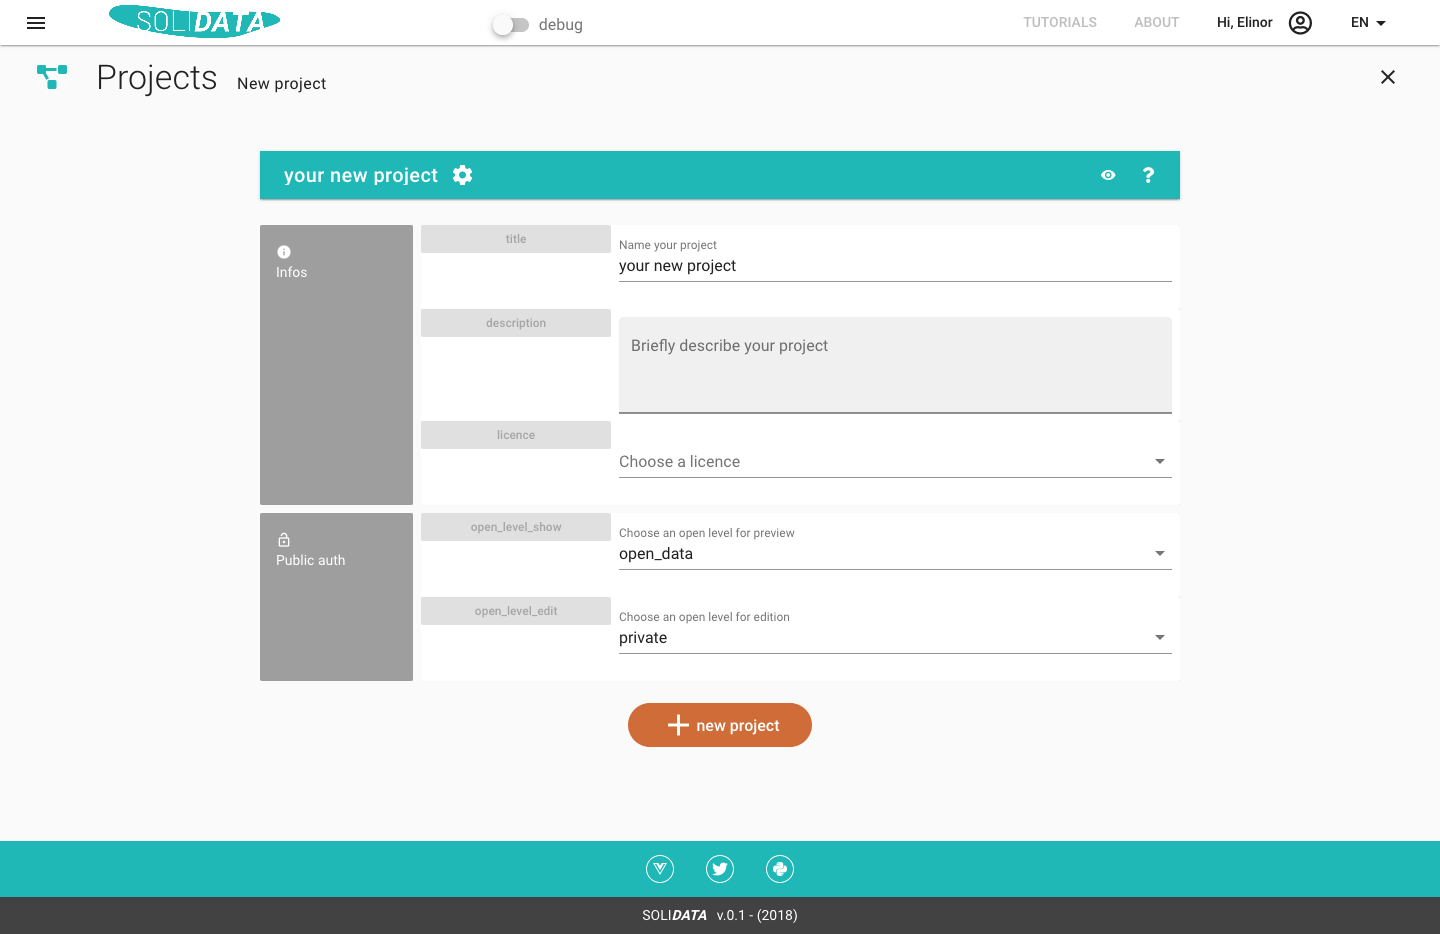 SOLIDATA
debug
TUTORIALS
ABOUT
Hi, Elinor
EN
Projects
New project
your new project
?
Infos
title
Name your project
your new project
description
Briefly describe your project
licence
Choose a licence
Public auth
open_level_show
Choose an open level for preview
open_data
open_level_edit
Choose an open level for edition
private
new project
SOLIDATA v.0.1 - (2018)